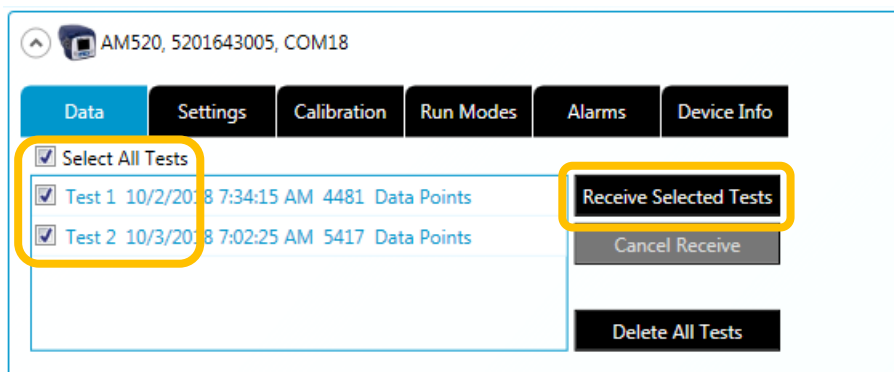 AM520, 5201643005, COM18
Data Settings Calibration Run Modes Alarms Device Info
Select All Tests
Test 1 10/2/2018 7:34:15 AM 4481 Data Points
Receive Selected Tests
Test 2 10/3/2018 7:02:25 AM 5417 Data Points
Cancel Receive
Delete All Tests